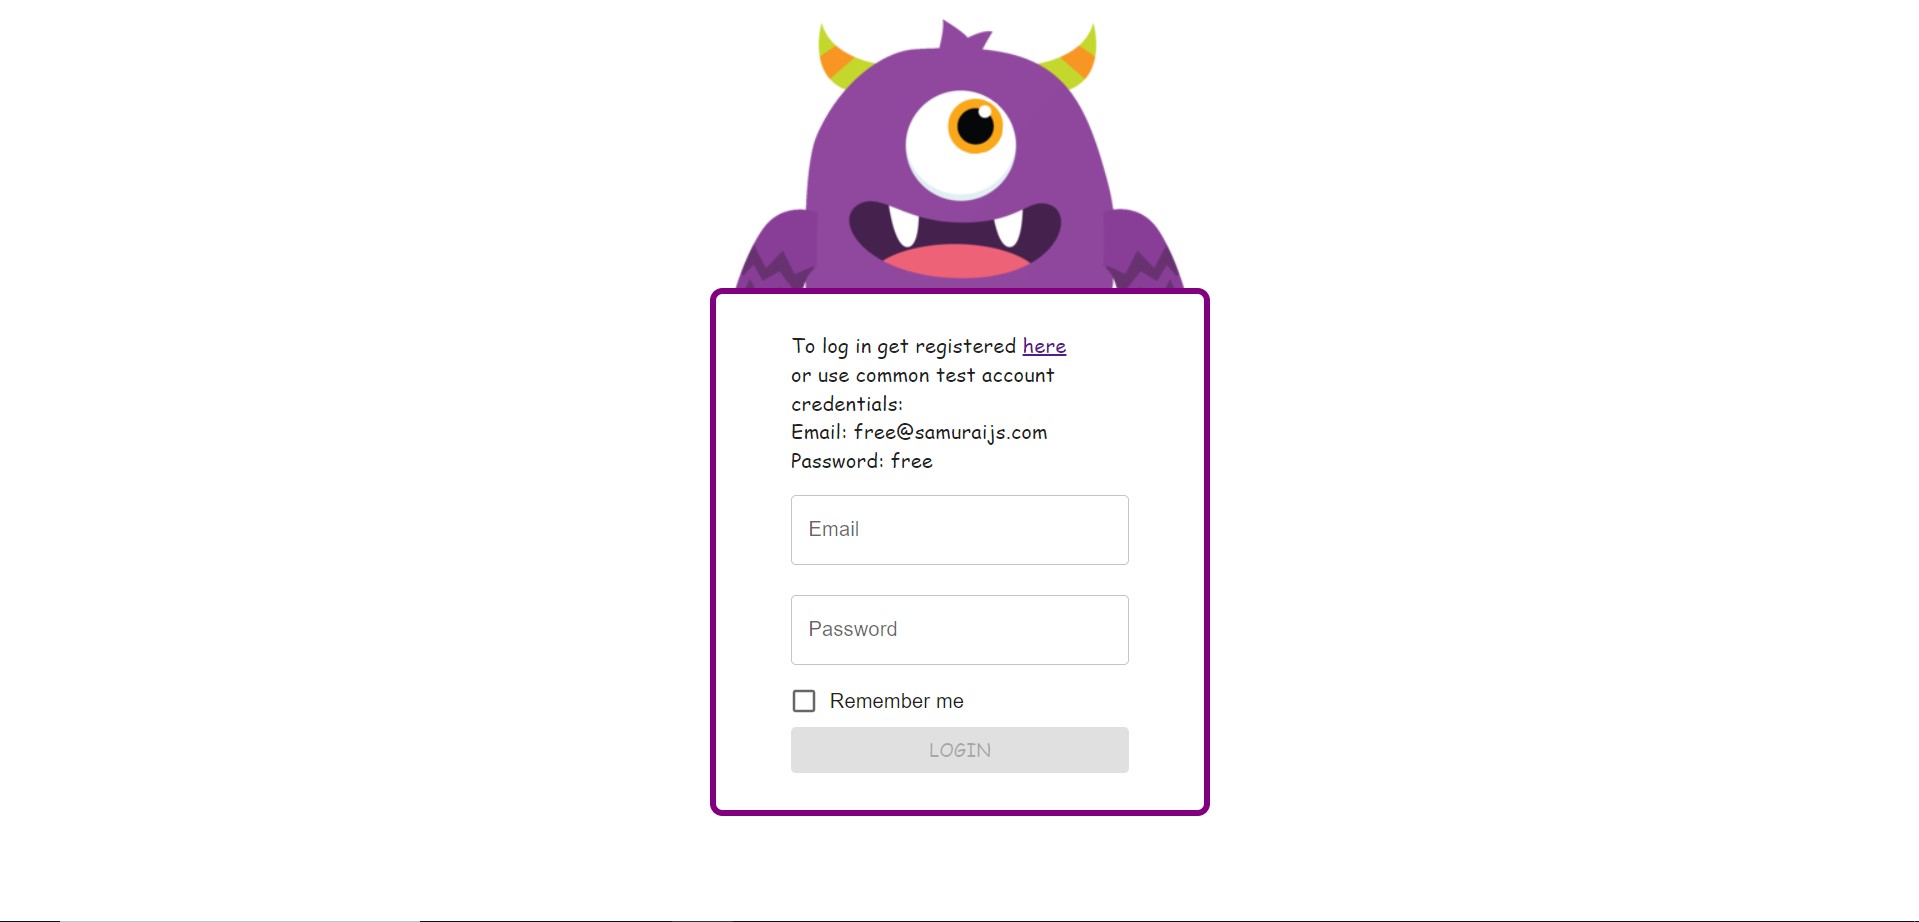 To log in get registered here
or use common test account
credentials:
Email: free@samuraijs.com
Password: free
Email
Password
Remember me
LOGIN